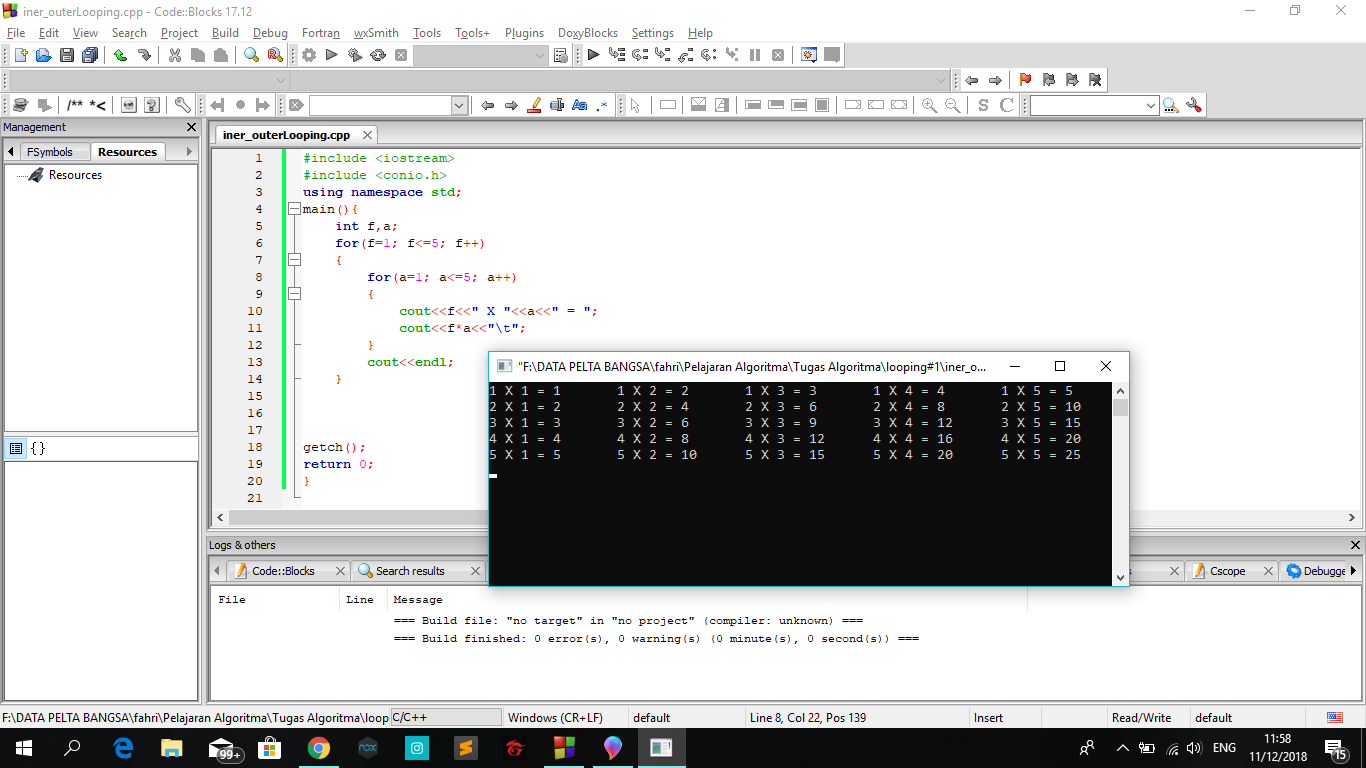 iner_outerLooping.cpp - Code::Blocks 17.12
File Edit View Search Project Build Debug Fortran wxSmith Tools Tools+ Plugins DoxyBlocks Settings Help
/** *<
Aa .*
S C
Management
FSymbols Resources
Resources
{}
iner_outerLooping.cpp
1 #include <iostream>
2 #include <conio.h>
3 using namespace std;
4 main(){
5 int f,a;
6 for(f=1; f<=5; f++)
7 {
8 for(a=1; a<=5; a++)
9 {
10 cout<<f<<" X "<<a<<" = ";
11 cout<<f*a<<"\t";
12 }
13 cout<<endl;
14 }
15
16
17
18 getch();
19 return 0;
20 }
21
"F:\DATA PELTA BANGSA\fahri\Pelajaran Algoritma\Tugas Algoritma\looping#1\iner_o...
1 X 1 = 1 1 X 2 = 2 1 X 3 = 3 1 X 4 = 4 1 X 5 = 5
2 X 1 = 2 2 X 2 = 4 2 X 3 = 6 2 X 4 = 8 2 X 5 = 10
3 X 1 = 3 3 X 2 = 6 3 X 3 = 9 3 X 4 = 12 3 X 5 = 15
4 X 1 = 4 4 X 2 = 8 4 X 3 = 12 4 X 4 = 16 4 X 5 = 20
5 X 1 = 5 5 X 2 = 10 5 X 3 = 15 5 X 4 = 20 5 X 5 = 25
Logs & others
Code::Blocks Search results Cscope Debugge
File Line Message
=== Build file: "no target" in "no project" (compiler: unknown) ===
=== Build finished: 0 error(s), 0 warning(s) (0 minute(s), 0 second(s)) ===
F:\DATA PELTA BANGSA\fahri\Pelajaran Algoritma\Tugas Algoritma\loop C/C++ Windows (CR+LF) default Line 8, Col 22, Pos 139 Insert Read/Write default
99+
nox
ENG
11:58
11/12/2018
15